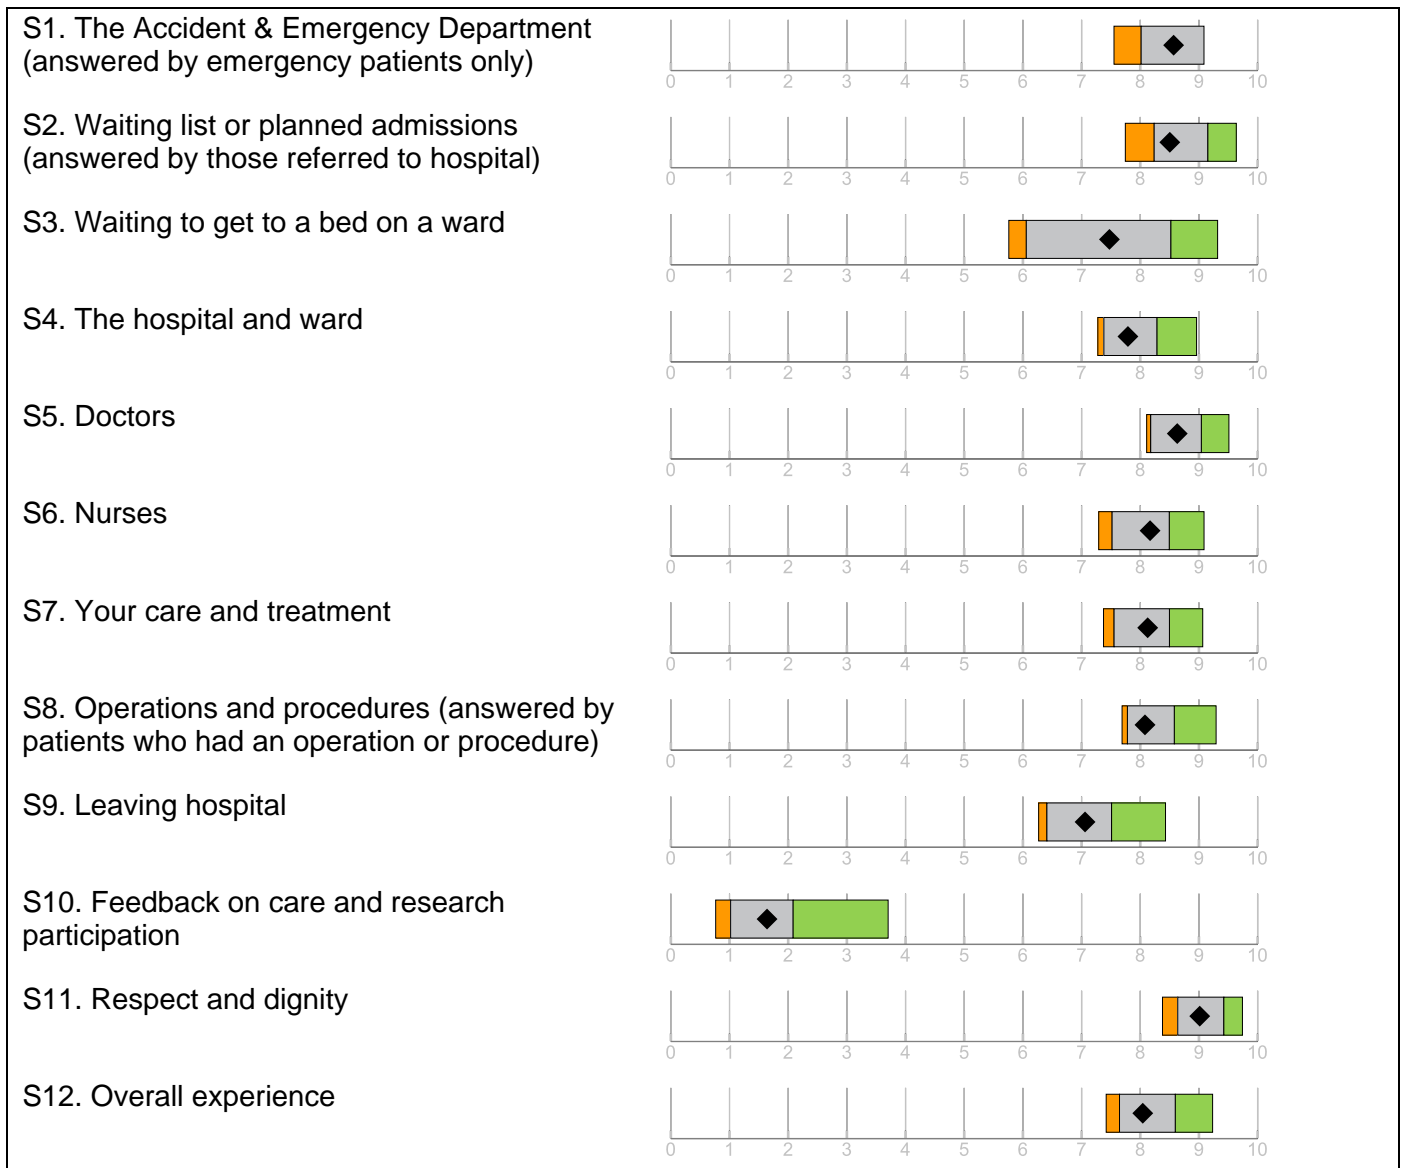 S1. The Accident & Emergency Department
(answered by emergency patients only)
0 1 2 3 4 5 6 7 8 9 10
S2. Waiting list or planned admissions
(answered by those referred to hospital)
0 1 2 3 4 5 6 7 8 9 10
S3. Waiting to get to a bed on a ward
0 1 2 3 4 5 6 7 8 9 10
S4. The hospital and ward
0 1 2 3 4 5 6 7 8 9 10
S5. Doctors
0 1 2 3 4 5 6 7 8 9 10
S6. Nurses
0 1 2 3 4 5 6 7 8 9 10
S7. Your care and treatment
0 1 2 3 4 5 6 7 8 9 10
S8. Operations and procedures (answered by
patients who had an operation or procedure)
0 1 2 3 4 5 6 7 8 9 10
S9. Leaving hospital
0 1 2 3 4 5 6 7 8 9 10
S10. Feedback on care and research
participation
0 1 2 3 4 5 6 7 8 9 10
S11. Respect and dignity
0 1 2 3 4 5 6 7 8 9 10
S12. Overall experience
0 1 2 3 4 5 6 7 8 9 10